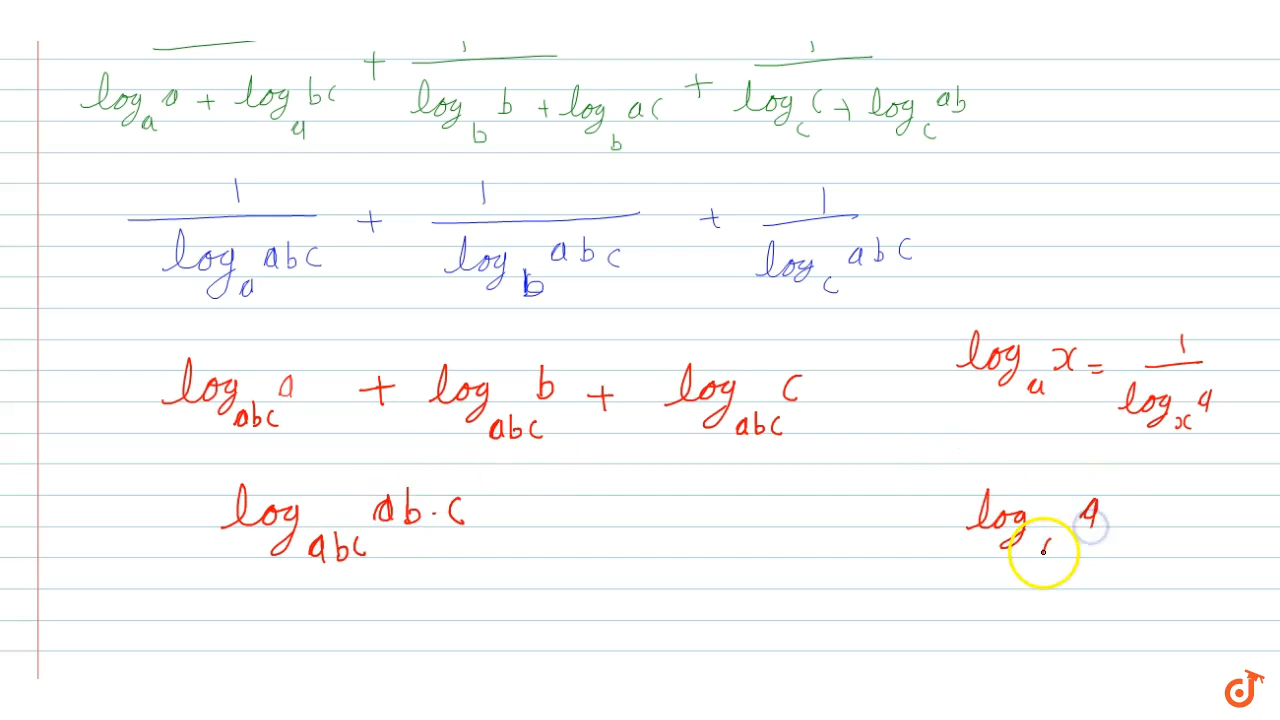 log_a a + log_a bc + 1/(log_b b + log_b ac) + 1/(log_c c + log_c ab)
1/(log_a abc) + 1/(log_b abc) + 1/(log_c abc)
log_abc a + log_abc b + log_abc c
log_a x = 1/(log_x a)
log_abc ab·c
log a